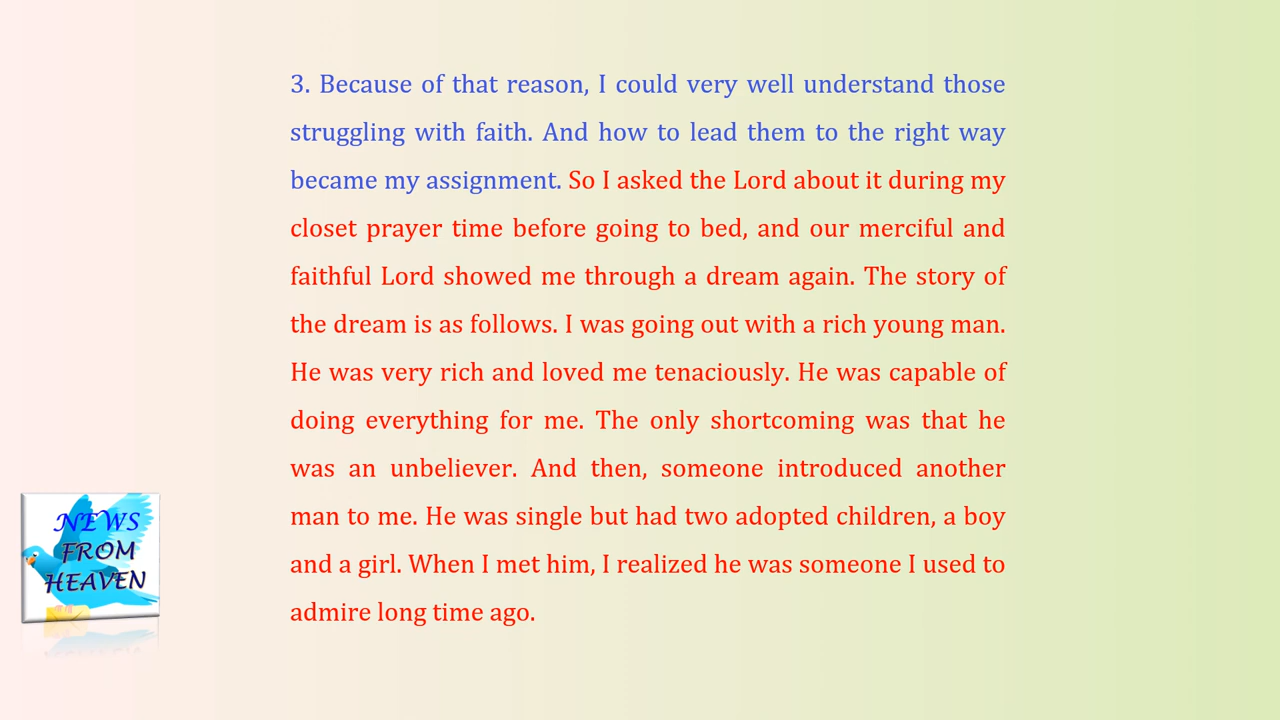 3. Because of that reason, I could very well understand those
struggling with faith. And how to lead them to the right way
became my assignment. So I asked the Lord about it during my
closet prayer time before going to bed, and our merciful and
faithful Lord showed me through a dream again. The story of
the dream is as follows. I was going out with a rich young man.
He was very rich and loved me tenaciously. He was capable of
doing everything for me. The only shortcoming was that he
was an unbeliever. And then, someone introduced another
man to me. He was single but had two adopted children, a boy
and a girl. When I met him, I realized he was someone I used to
admire long time ago.
NEWS
FROM
HEAVEN